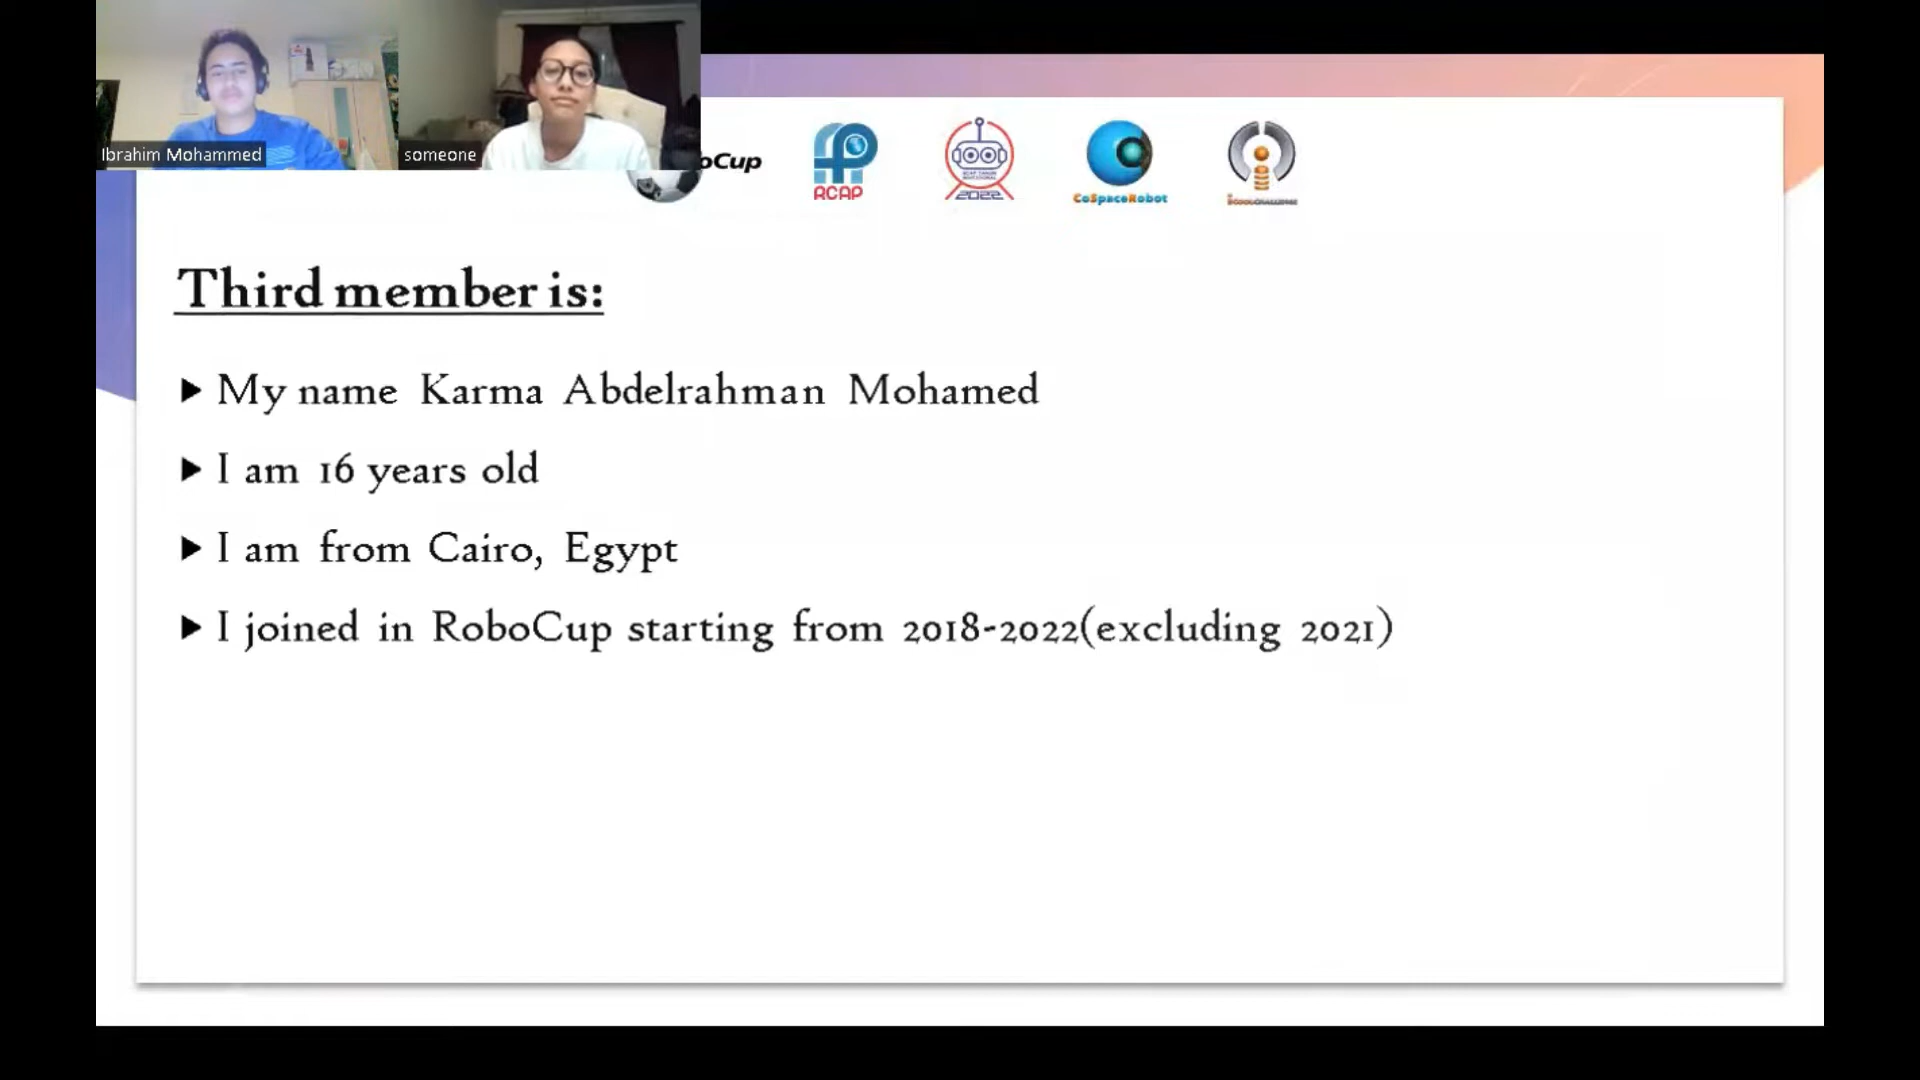 Ibrahim Mohammed
someone
oCup
RCAP
2022
CoSpaceRobot
Third member is:
My name Karma Abdelrahman Mohamed
I am 16 years old
I am from Cairo, Egypt
I joined in RoboCup starting from 2018-2022(excluding 2021)